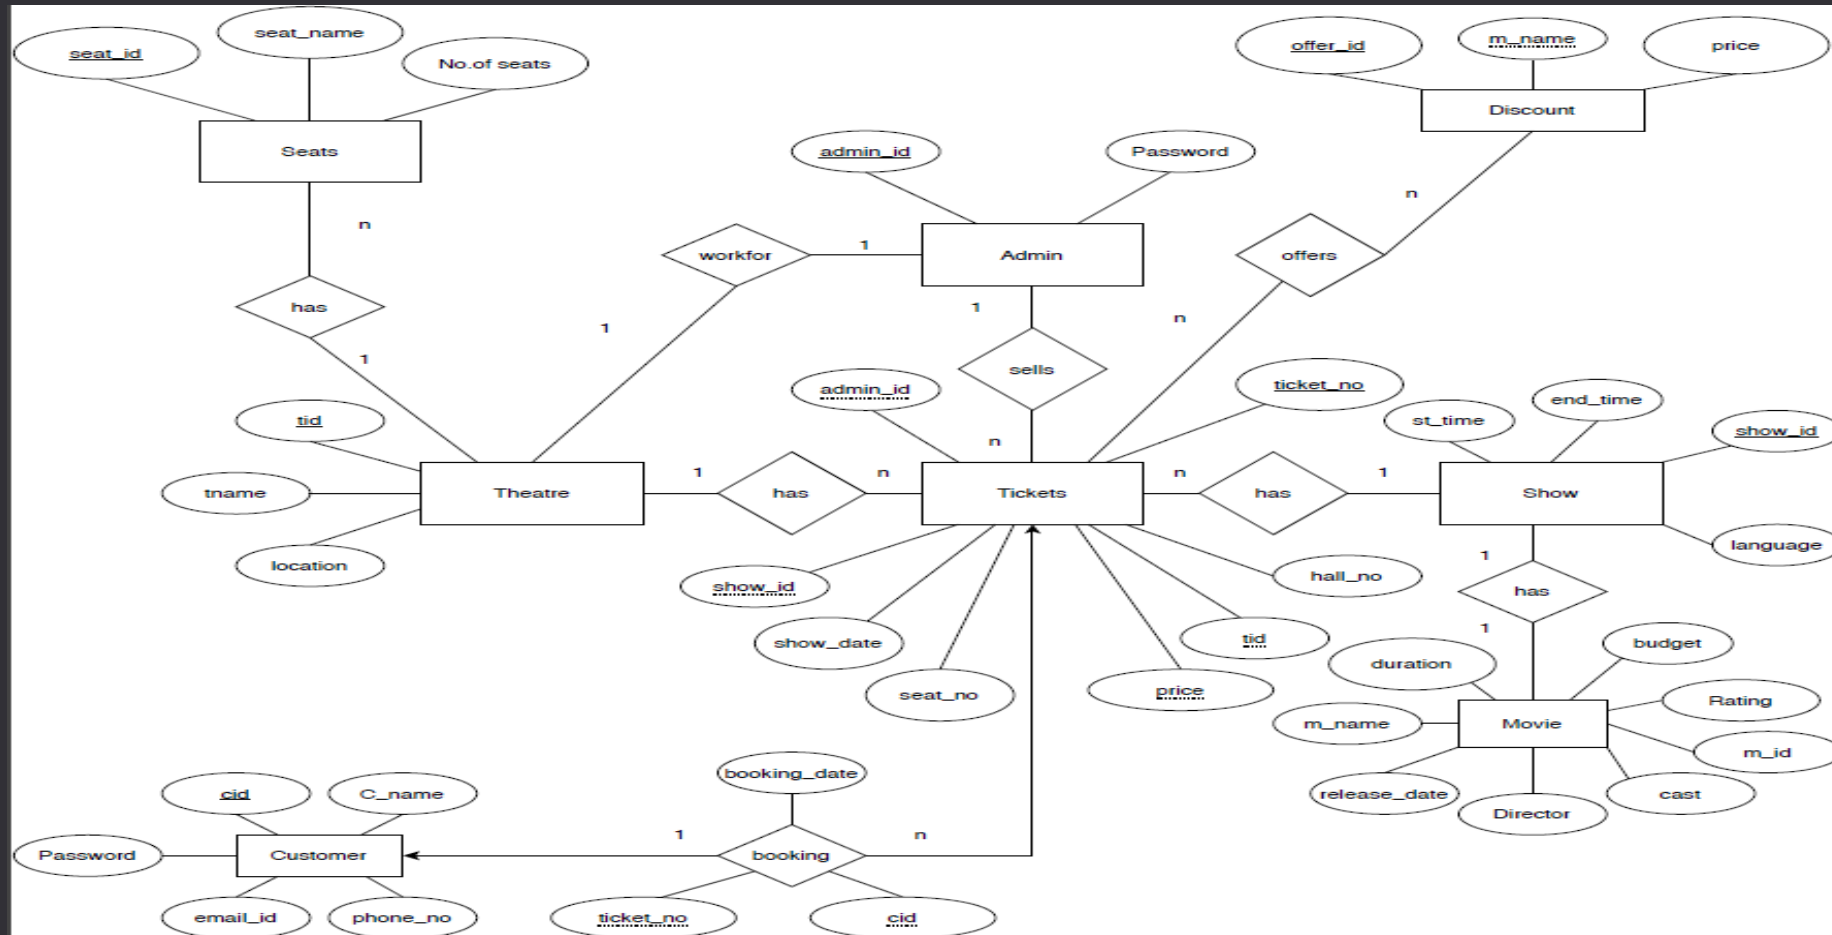 seat_id
seat_name
No.of seats
offer_id
m_name
price
Discount
Seats
admin_id
Password
n
n
workfor
1
Admin
offers
has
1
1
1
n
sells
1
admin_id
ticket_no
st_time
end_time
show_id
tid
n
tname
Theatre
1
has
n
Tickets
n
has
1
Show
location
show_id
show_date
seat_no
price
tid
hall_no
language
1
has
1
duration
budget
m_name
Movie
Rating
m_id
release_date
Director
cast
booking_date
cid
C_name
Password
Customer
1
booking
n
email_id
phone_no
ticket_no
cid